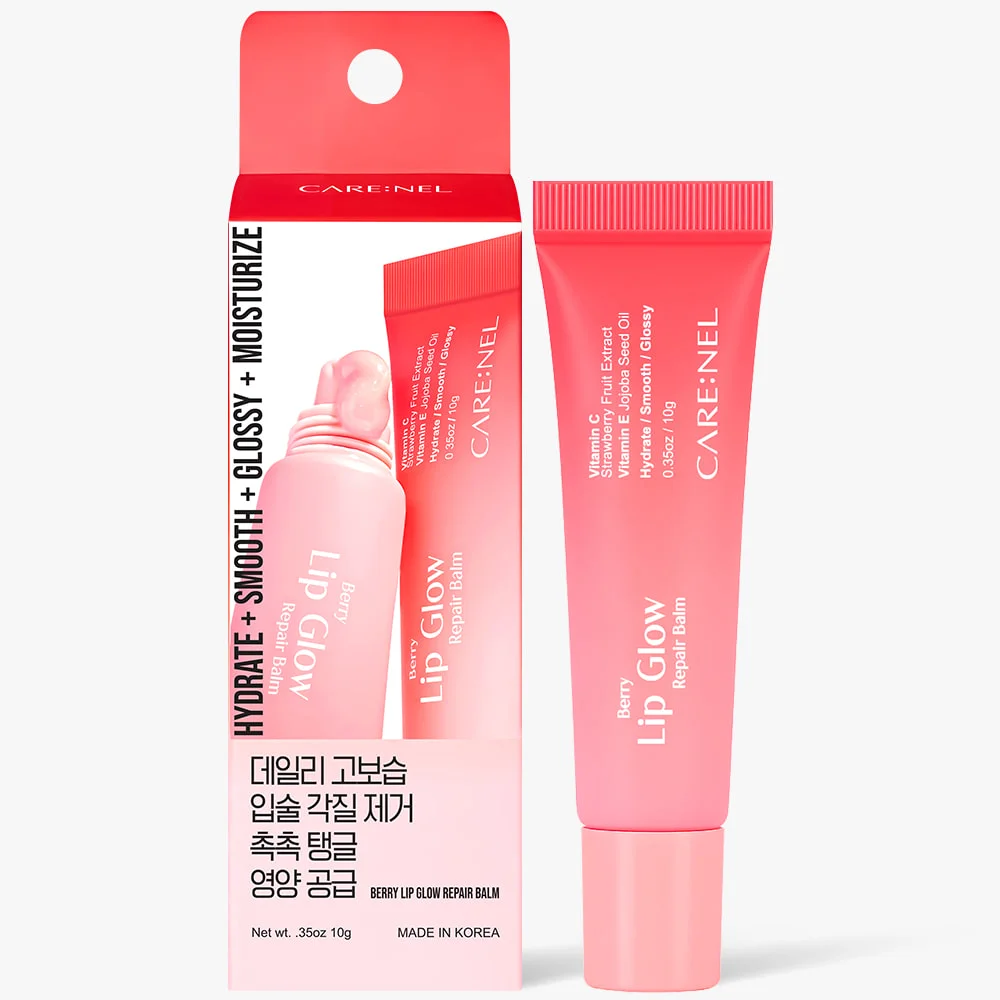 CARE:NEL
HYDRATE + SMOOTH + GLOSSY + MOISTURIZE
Vitamin C
Strawberry Fruit Extract
Vitamin E Jojoba Seed Oil
Hydrate / Smooth / Glossy
0.35oz / 10g
CARE:NEL
Berry
Lip Glow
Repair Balm
Berry
Lip Glow
Repair Balm
데일리 고보습
입술 각질 제거
촉촉 탱글
영양 공급
BERRY LIP GLOW REPAIR BALM
Net wt. .35oz 10g
MADE IN KOREA
Vitamin C
Strawberry Fruit Extract
Vitamin E Jojoba Seed Oil
Hydrate / Smooth / Glossy
0.35oz / 10g
CARE:NEL
Berry
Lip Glow
Repair Balm